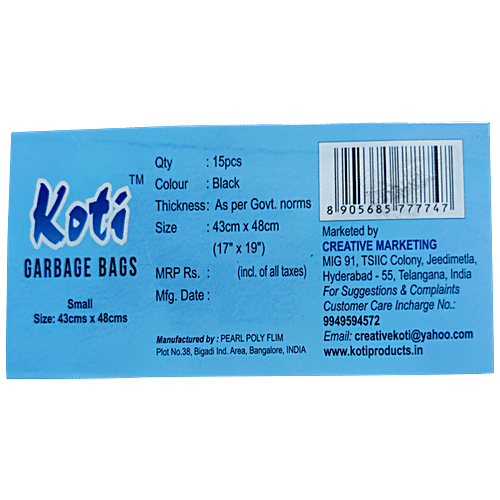 Koti TM
GARBAGE BAGS
Small
Size: 43cms x 48cms
Qty : 15pcs
Colour : Black
Thickness: As per Govt. norms
Size : 43cm x 48cm
(17" x 19")
MRP Rs. : (incl. of all taxes)
Mfg. Date :
Manufactured by : PEARL POLY FLIM
Plot No.38, Bigadi Ind. Area, Bangalore, INDIA
8 905685 777747
Marketed by
CREATIVE MARKETING
MIG 91, TSIIC Colony, Jeedimetla,
Hyderabad - 55, Telangana, India
For Suggestions & Complaints
Customer Care Incharge No.:
9949594572
Email: creativekoti@yahoo.com
www.kotiproducts.in